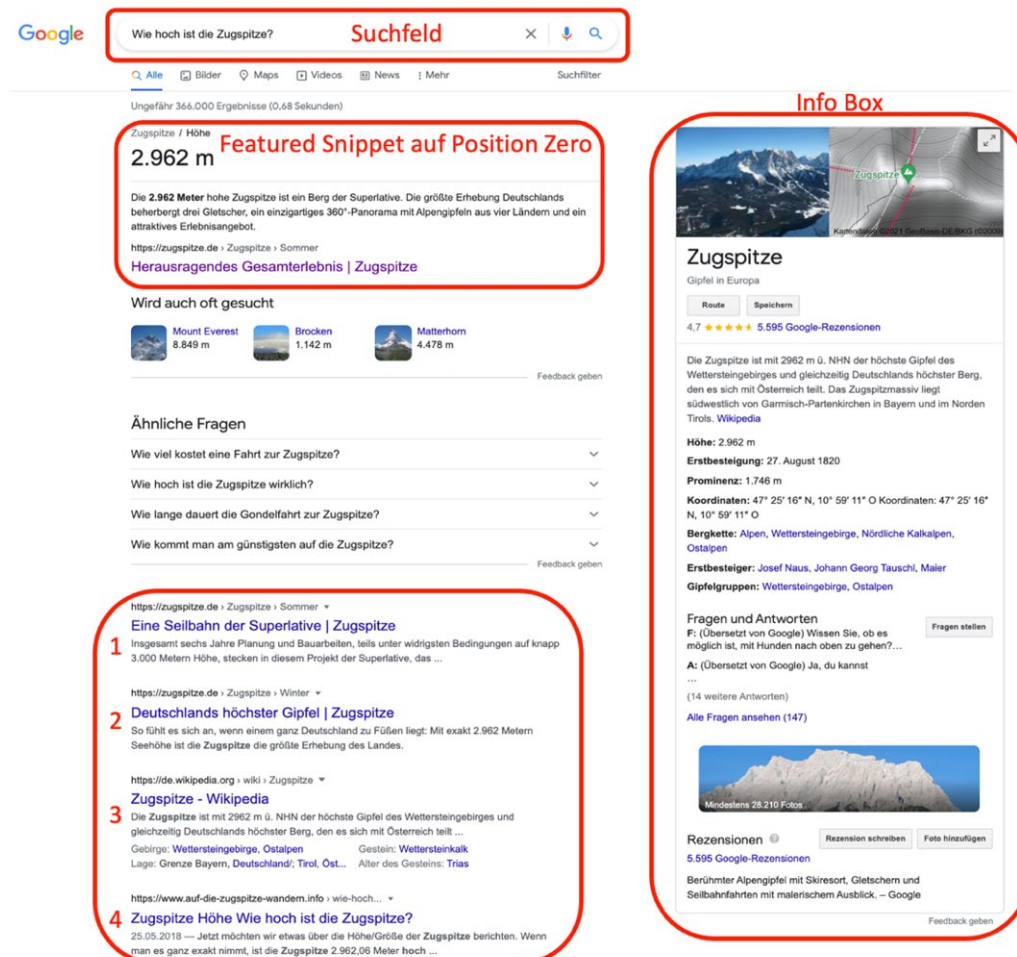 Google
Wie hoch ist die Zugspitze?
Suchfeld
Alle Bilder Maps Videos News Mehr Suchfilter
Ungefähr 366.000 Ergebnisse (0,68 Sekunden)
Zugspitze / Höhe
2.962 m
Featured Snippet auf Position Zero
Die 2.962 Meter hohe Zugspitze ist ein Berg der Superlative. Die größte Erhebung Deutschlands
beherbergt drei Gletscher, ein einzigartiges 360°-Panorama mit Alpengipfeln aus vier Ländern und ein
attraktives Erlebnisangebot.
https://zugspitze.de › Zugspitze › Sommer
Herausragendes Gesamterlebnis | Zugspitze
Wird auch oft gesucht
Mount Everest
8.849 m
Brocken
1.142 m
Matterhorn
4.478 m
Feedback geben
Ähnliche Fragen
Wie viel kostet eine Fahrt zur Zugspitze?
Wie hoch ist die Zugspitze wirklich?
Wie lange dauert die Gondelfahrt zur Zugspitze?
Wie kommt man am günstigsten auf die Zugspitze?
Feedback geben
https://zugspitze.de › Zugspitze › Sommer
1 Eine Seilbahn der Superlative | Zugspitze
Insgesamt sechs Jahre Planung und Bauarbeiten, teils unter widrigsten Bedingungen auf knapp
3.000 Metern Höhe, stecken in diesem Projekt der Superlative, das ...
https://zugspitze.de › Zugspitze › Winter
2 Deutschlands höchster Gipfel | Zugspitze
So fühlt es sich an, wenn einem ganz Deutschland zu Füßen liegt: Mit exakt 2.962 Metern
Seehöhe ist die Zugspitze die größte Erhebung des Landes.
https://de.wikipedia.org › wiki › Zugspitze
3 Zugspitze - Wikipedia
Die Zugspitze ist mit 2962 m ü. NHN der höchste Gipfel des Wettersteingebirges und
gleichzeitig Deutschlands höchster Berg, den es sich mit Österreich teilt ...
Gebirge: Wettersteingebirge, Ostalpen Gestein: Wettersteinkalk
Lage: Grenze Bayern, Deutschland/; Tirol, Öst... Alter des Gesteins: Trias
https://www.auf-die-zugspitze-wandern.info › wie-hoch...
4 Zugspitze Höhe Wie hoch ist die Zugspitze?
25.05.2018 — Jetzt möchten wir etwas über die Höhe/Größe der Zugspitze berichten. Wenn
man es ganz exakt nimmt, ist die Zugspitze 2.962,06 Meter hoch ...
Info Box
Zugspitze
Kartendaten ©2021 GeoBasis-DE/BKG (©2009)
Zugspitze
Gipfel in Europa
Route Speichern
4,7 5.595 Google-Rezensionen
Die Zugspitze ist mit 2962 m ü. NHN der höchste Gipfel des
Wettersteingebirges und gleichzeitig Deutschlands höchster Berg,
den es sich mit Österreich teilt. Das Zugspitzmassiv liegt
südwestlich von Garmisch-Partenkirchen in Bayern und im Norden
Tirols. Wikipedia
Höhe: 2.962 m
Erstbesteigung: 27. August 1820
Prominenz: 1.746 m
Koordinaten: 47° 25′ 16″ N, 10° 59′ 11″ O Koordinaten: 47° 25′ 16″
N, 10° 59′ 11″ O
Bergkette: Alpen, Wettersteingebirge, Nördliche Kalkalpen,
Ostalpen
Erstbesteiger: Josef Naus, Johann Georg Tauschl, Maier
Gipfelgruppen: Wettersteingebirge, Ostalpen
Fragen und Antworten
Fragen stellen
F: (Übersetzt von Google) Wissen Sie, ob es
möglich ist, mit Hunden nach oben zu gehen?...
A: (Übersetzt von Google) Ja, du kannst
...
(14 weitere Antworten)
Alle Fragen ansehen (147)
Mindestens 28.210 Fotos
Rezensionen
Rezension schreiben Foto hinzufügen
5.595 Google-Rezensionen
Berühmter Alpengipfel mit Skiresort, Gletschern und
Seilbahnfahrten mit malerischem Ausblick. – Google
Feedback geben